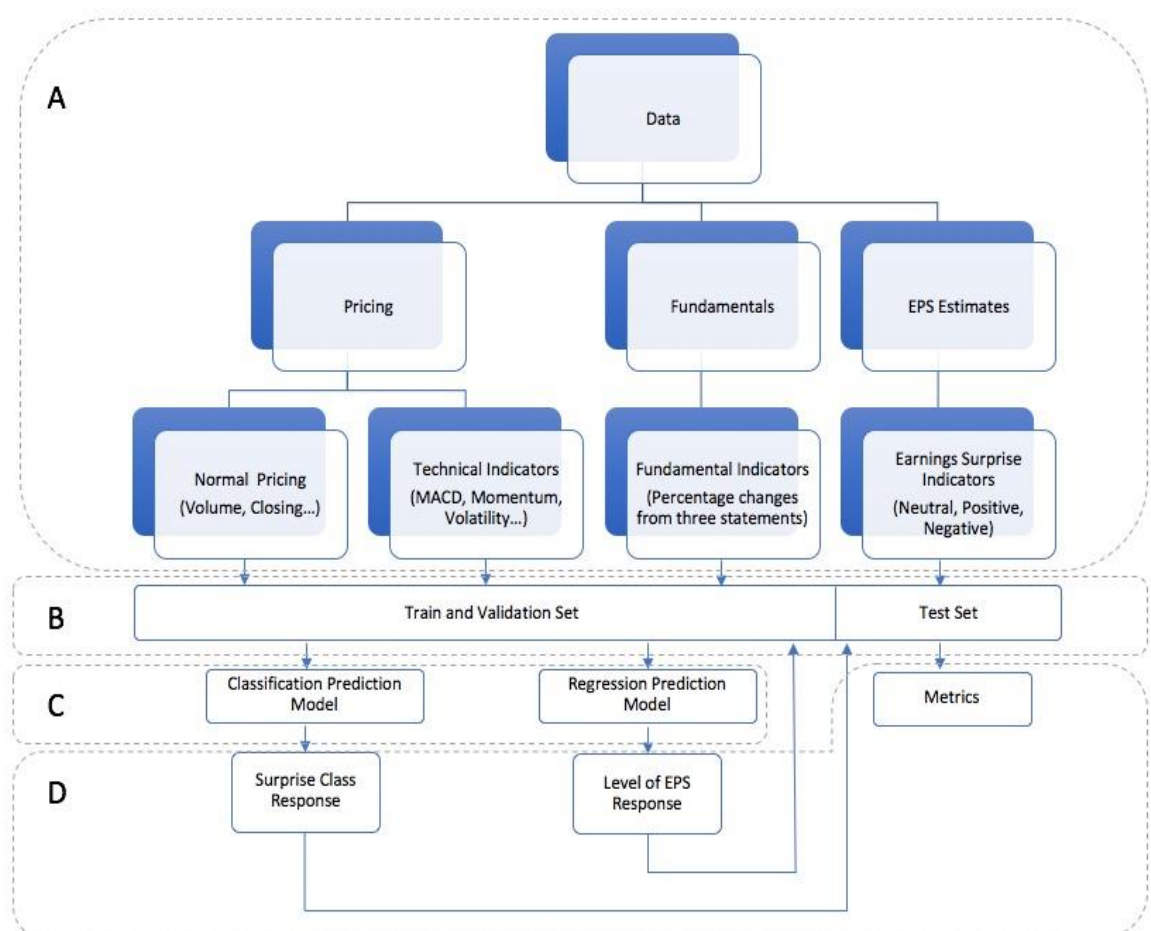 A
Data
Pricing
Fundamentals
EPS Estimates
Normal Pricing
(Volume, Closing...)
Technical Indicators
(MACD, Momentum,
Volatility...)
Fundamental Indicators
(Percentage changes
from three statements)
Earnings Surprise
Indicators
(Neutral, Positive,
Negative)
B
Train and Validation Set
Test Set
C
Classification Prediction
Model
Regression Prediction
Model
Metrics
D
Surprise Class
Response
Level of EPS
Response